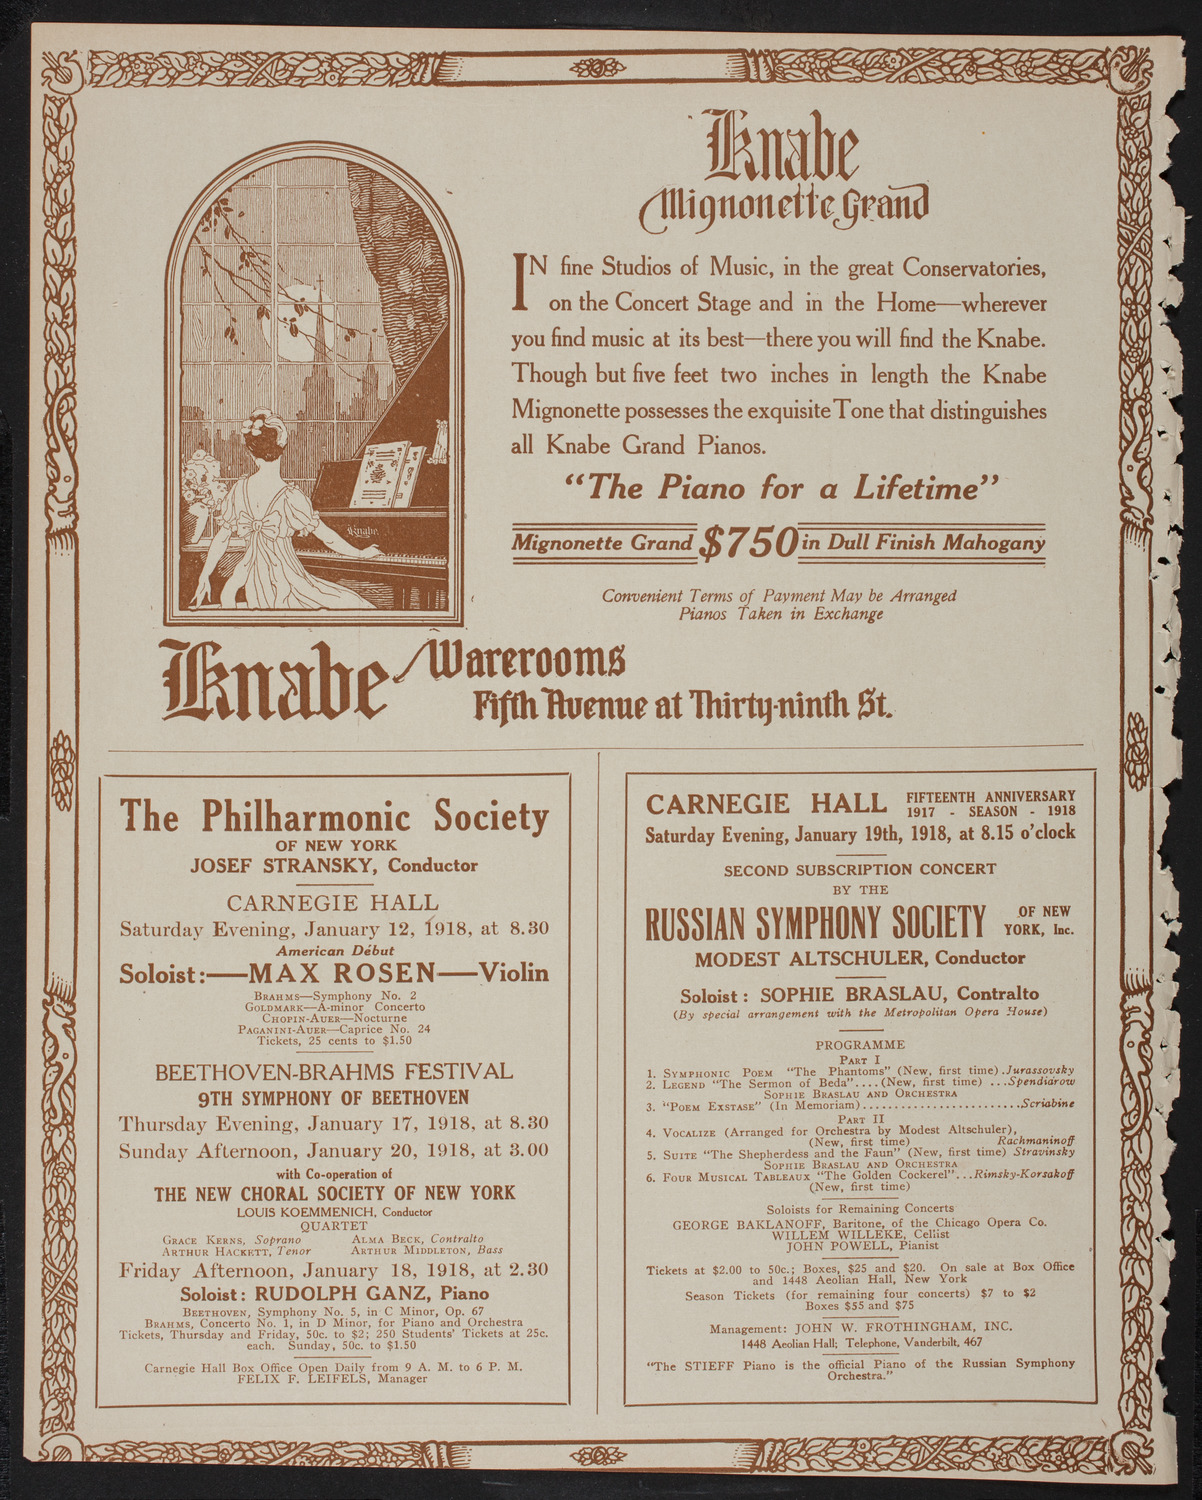 Knabe
Mignonette Grand
IN fine Studios of Music, in the great Conservatories,
on the Concert Stage and in the Home—wherever
you find music at its best—there you will find the Knabe.
Though but five feet two inches in length the Knabe
Mignonette possesses the exquisite Tone that distinguishes
all Knabe Grand Pianos.
“The Piano for a Lifetime”
Mignonette Grand $750 in Dull Finish Mahogany
Convenient Terms of Payment May be Arranged
Pianos Taken in Exchange
Knabe
Knabe Warerooms
Fifth Avenue at Thirty-ninth St.
The Philharmonic Society
OF NEW YORK
JOSEF STRANSKY, Conductor
CARNEGIE HALL
Saturday Evening, January 12, 1918, at 8.30
American Début
Soloist:—MAX ROSEN—Violin
BRAHMS—Symphony No. 2
GOLDMARK—A-minor Concerto
CHOPIN-AUER—Nocturne
PAGANINI-AUER—Caprice No. 24
Tickets, 25 cents to $1.50
BEETHOVEN-BRAHMS FESTIVAL
9TH SYMPHONY OF BEETHOVEN
Thursday Evening, January 17, 1918, at 8.30
Sunday Afternoon, January 20, 1918, at 3.00
with Co-operation of
THE NEW CHORAL SOCIETY OF NEW YORK
LOUIS KOEMMENICH, Conductor
QUARTET
GRACE KERNS, Soprano ALMA BECK, Contralto
ARTHUR HACKETT, Tenor ARTHUR MIDDLETON, Bass
Friday Afternoon, January 18, 1918, at 2.30
Soloist: RUDOLPH GANZ, Piano
BEETHOVEN, Symphony No. 5, in C Minor, Op. 67
BRAHMS, Concerto No. 1, in D Minor, for Piano and Orchestra
Tickets, Thursday and Friday, 50c. to $2; 250 Students' Tickets at 25c.
each. Sunday, 50c. to $1.50
Carnegie Hall Box Office Open Daily from 9 A. M. to 6 P. M.
FELIX F. LEIFELS, Manager
CARNEGIE HALL FIFTEENTH ANNIVERSARY
1917 - SEASON - 1918
Saturday Evening, January 19th, 1918, at 8.15 o'clock
SECOND SUBSCRIPTION CONCERT
BY THE
RUSSIAN SYMPHONY SOCIETY OF NEW
YORK, Inc.
MODEST ALTSCHULER, Conductor
Soloist: SOPHIE BRASLAU, Contralto
(By special arrangement with the Metropolitan Opera House)
PROGRAMME
PART I
1. SYMPHONIC POEM “The Phantoms” (New, first time).Jurassovsky
2. LEGEND “The Sermon of Beda”....(New, first time) ...Spendiarow
SOPHIE BRASLAU AND ORCHESTRA
3. “POEM EXSTASE” (In Memoriam)........................Scriabine
PART II
4. VOCALIZE (Arranged for Orchestra by Modest Altschuler),
(New, first time) Rachmaninoff
5. SUITE “The Shepherdess and the Faun” (New, first time) Stravinsky
SOPHIE BRASLAU AND ORCHESTRA
6. FOUR MUSICAL TABLEAUX “The Golden Cockerel”...Rimsky-Korsakoff
(New, first time)
Soloists for Remaining Concerts
GEORGE BAKLANOFF, Baritone, of the Chicago Opera Co.
WILLEM WILLEKE, Cellist
JOHN POWELL, Pianist
Tickets at $2.00 to 50c.; Boxes, $25 and $20. On sale at Box Office
and 1448 Aeolian Hall, New York
Season Tickets (for remaining four concerts) $7 to $2
Boxes $55 and $75
Management: JOHN W. FROTHINGHAM, INC.
1448 Aeolian Hall; Telephone, Vanderbilt, 467
“The STIEFF Piano is the official Piano of the Russian Symphony
Orchestra.”